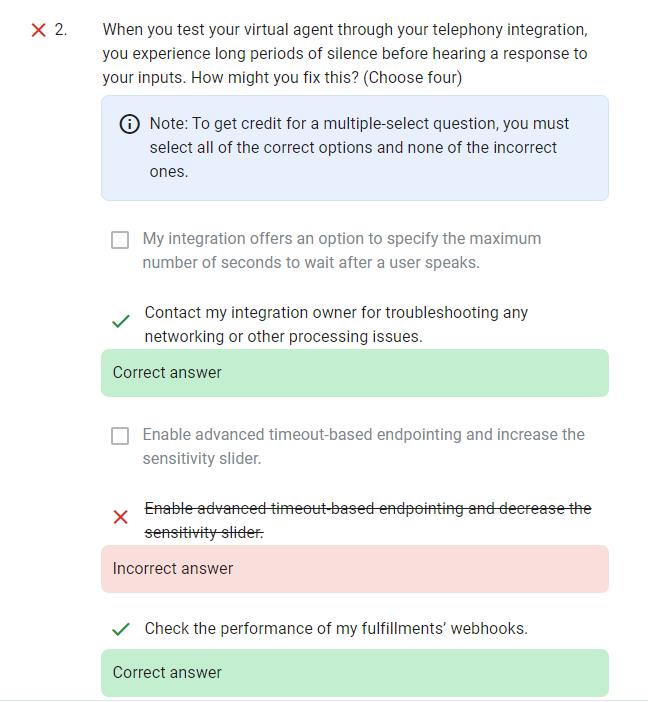 2. When you test your virtual agent through your telephony integration,
you experience long periods of silence before hearing a response to
your inputs. How might you fix this? (Choose four)
Note: To get credit for a multiple-select question, you must
select all of the correct options and none of the incorrect
ones.
My integration offers an option to specify the maximum
number of seconds to wait after a user speaks.
Contact my integration owner for troubleshooting any
networking or other processing issues.
Correct answer
Enable advanced timeout-based endpointing and increase the
sensitivity slider.
Enable advanced timeout-based endpointing and decrease the
sensitivity slider.
Incorrect answer
Check the performance of my fulfillments’ webhooks.
Correct answer